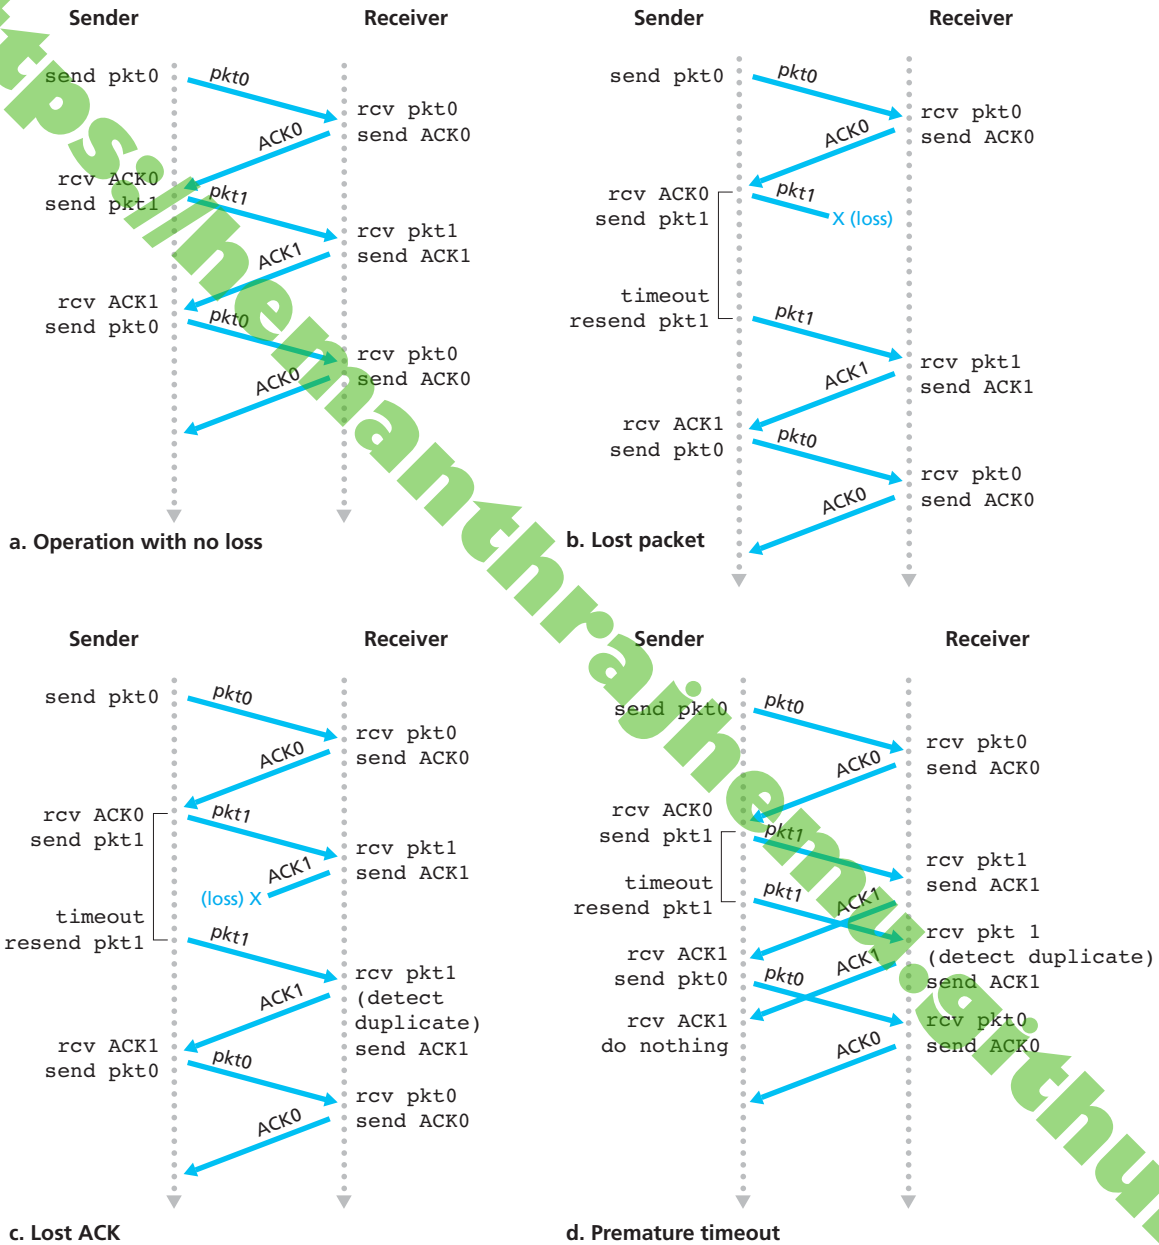 Sender
Receiver
send pkt0
pkt0
rcv pkt0
send ACK0
ACK0
rcv ACK0
send pkt1
pkt1
rcv pkt1
send ACK1
ACK1
rcv ACK1
send pkt0
pkt0
rcv pkt0
send ACK0
ACK0
a. Operation with no loss
Sender
Receiver
send pkt0
pkt0
rcv pkt0
send ACK0
ACK0
rcv ACK0
send pkt1
pkt1
X (loss)
timeout
resend pkt1
pkt1
rcv pkt1
send ACK1
ACK1
rcv ACK1
send pkt0
pkt0
rcv pkt0
send ACK0
ACK0
b. Lost packet
Sender
Receiver
send pkt0
pkt0
rcv pkt0
send ACK0
ACK0
rcv ACK0
send pkt1
pkt1
rcv pkt1
send ACK1
ACK1
(loss) X
timeout
resend pkt1
pkt1
rcv pkt1
(detect
duplicate)
send ACK1
ACK1
rcv ACK1
send pkt0
pkt0
rcv pkt0
send ACK0
ACK0
c. Lost ACK
Sender
Receiver
send pkt0
pkt0
rcv pkt0
send ACK0
ACK0
rcv ACK0
send pkt1
pkt1
rcv pkt1
send ACK1
timeout
resend pkt1
pkt1
ACK1
rcv pkt 1
(detect duplicate)
send ACK1
rcv ACK1
send pkt0
ACK1
pkt0
rcv pkt0
send ACK0
rcv ACK1
do nothing
ACK0
d. Premature timeout
tps://hemanthrajhemu.githu